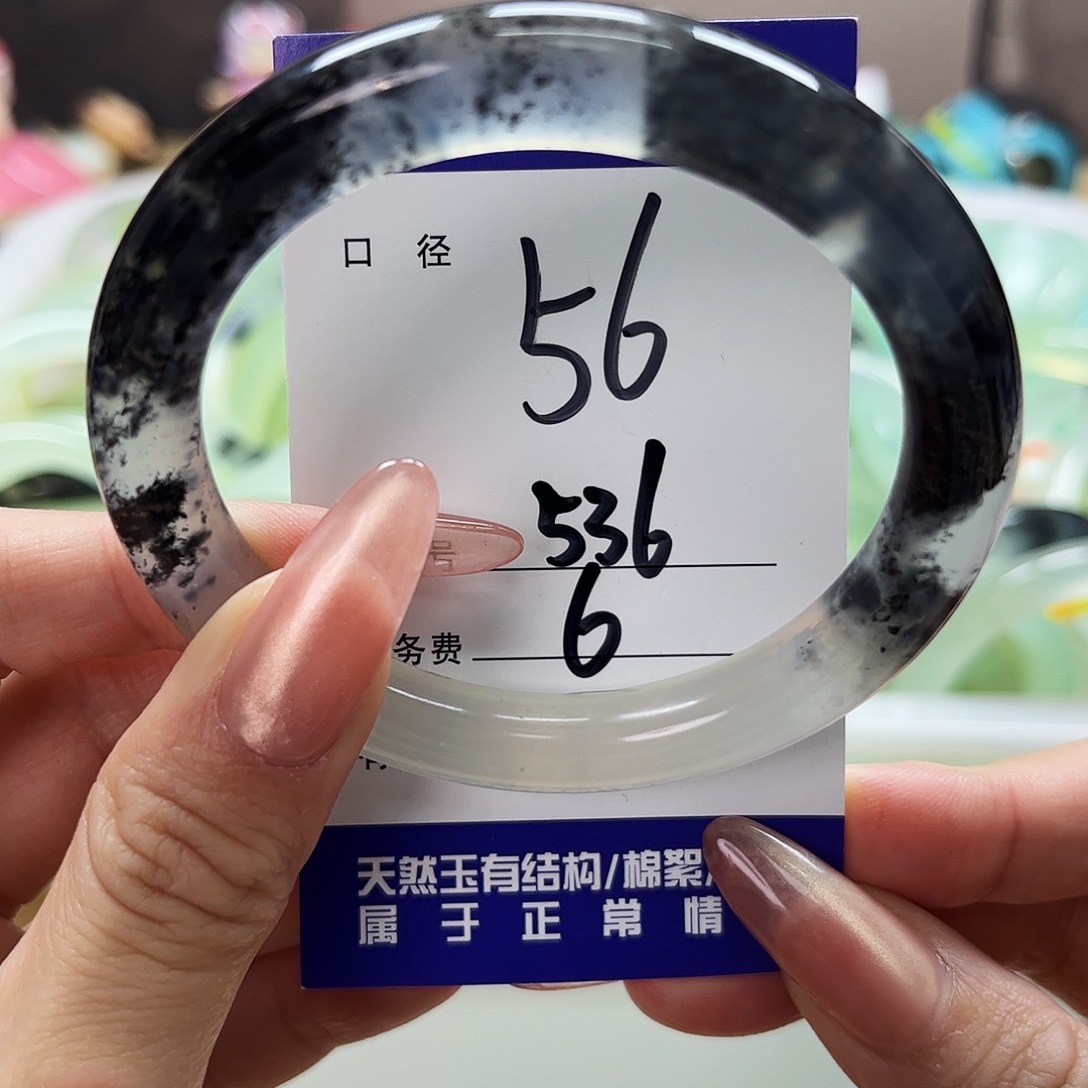 口 径 56
号 536
务费 6
天然玉有结构/棉絮
属 于 正 常 情